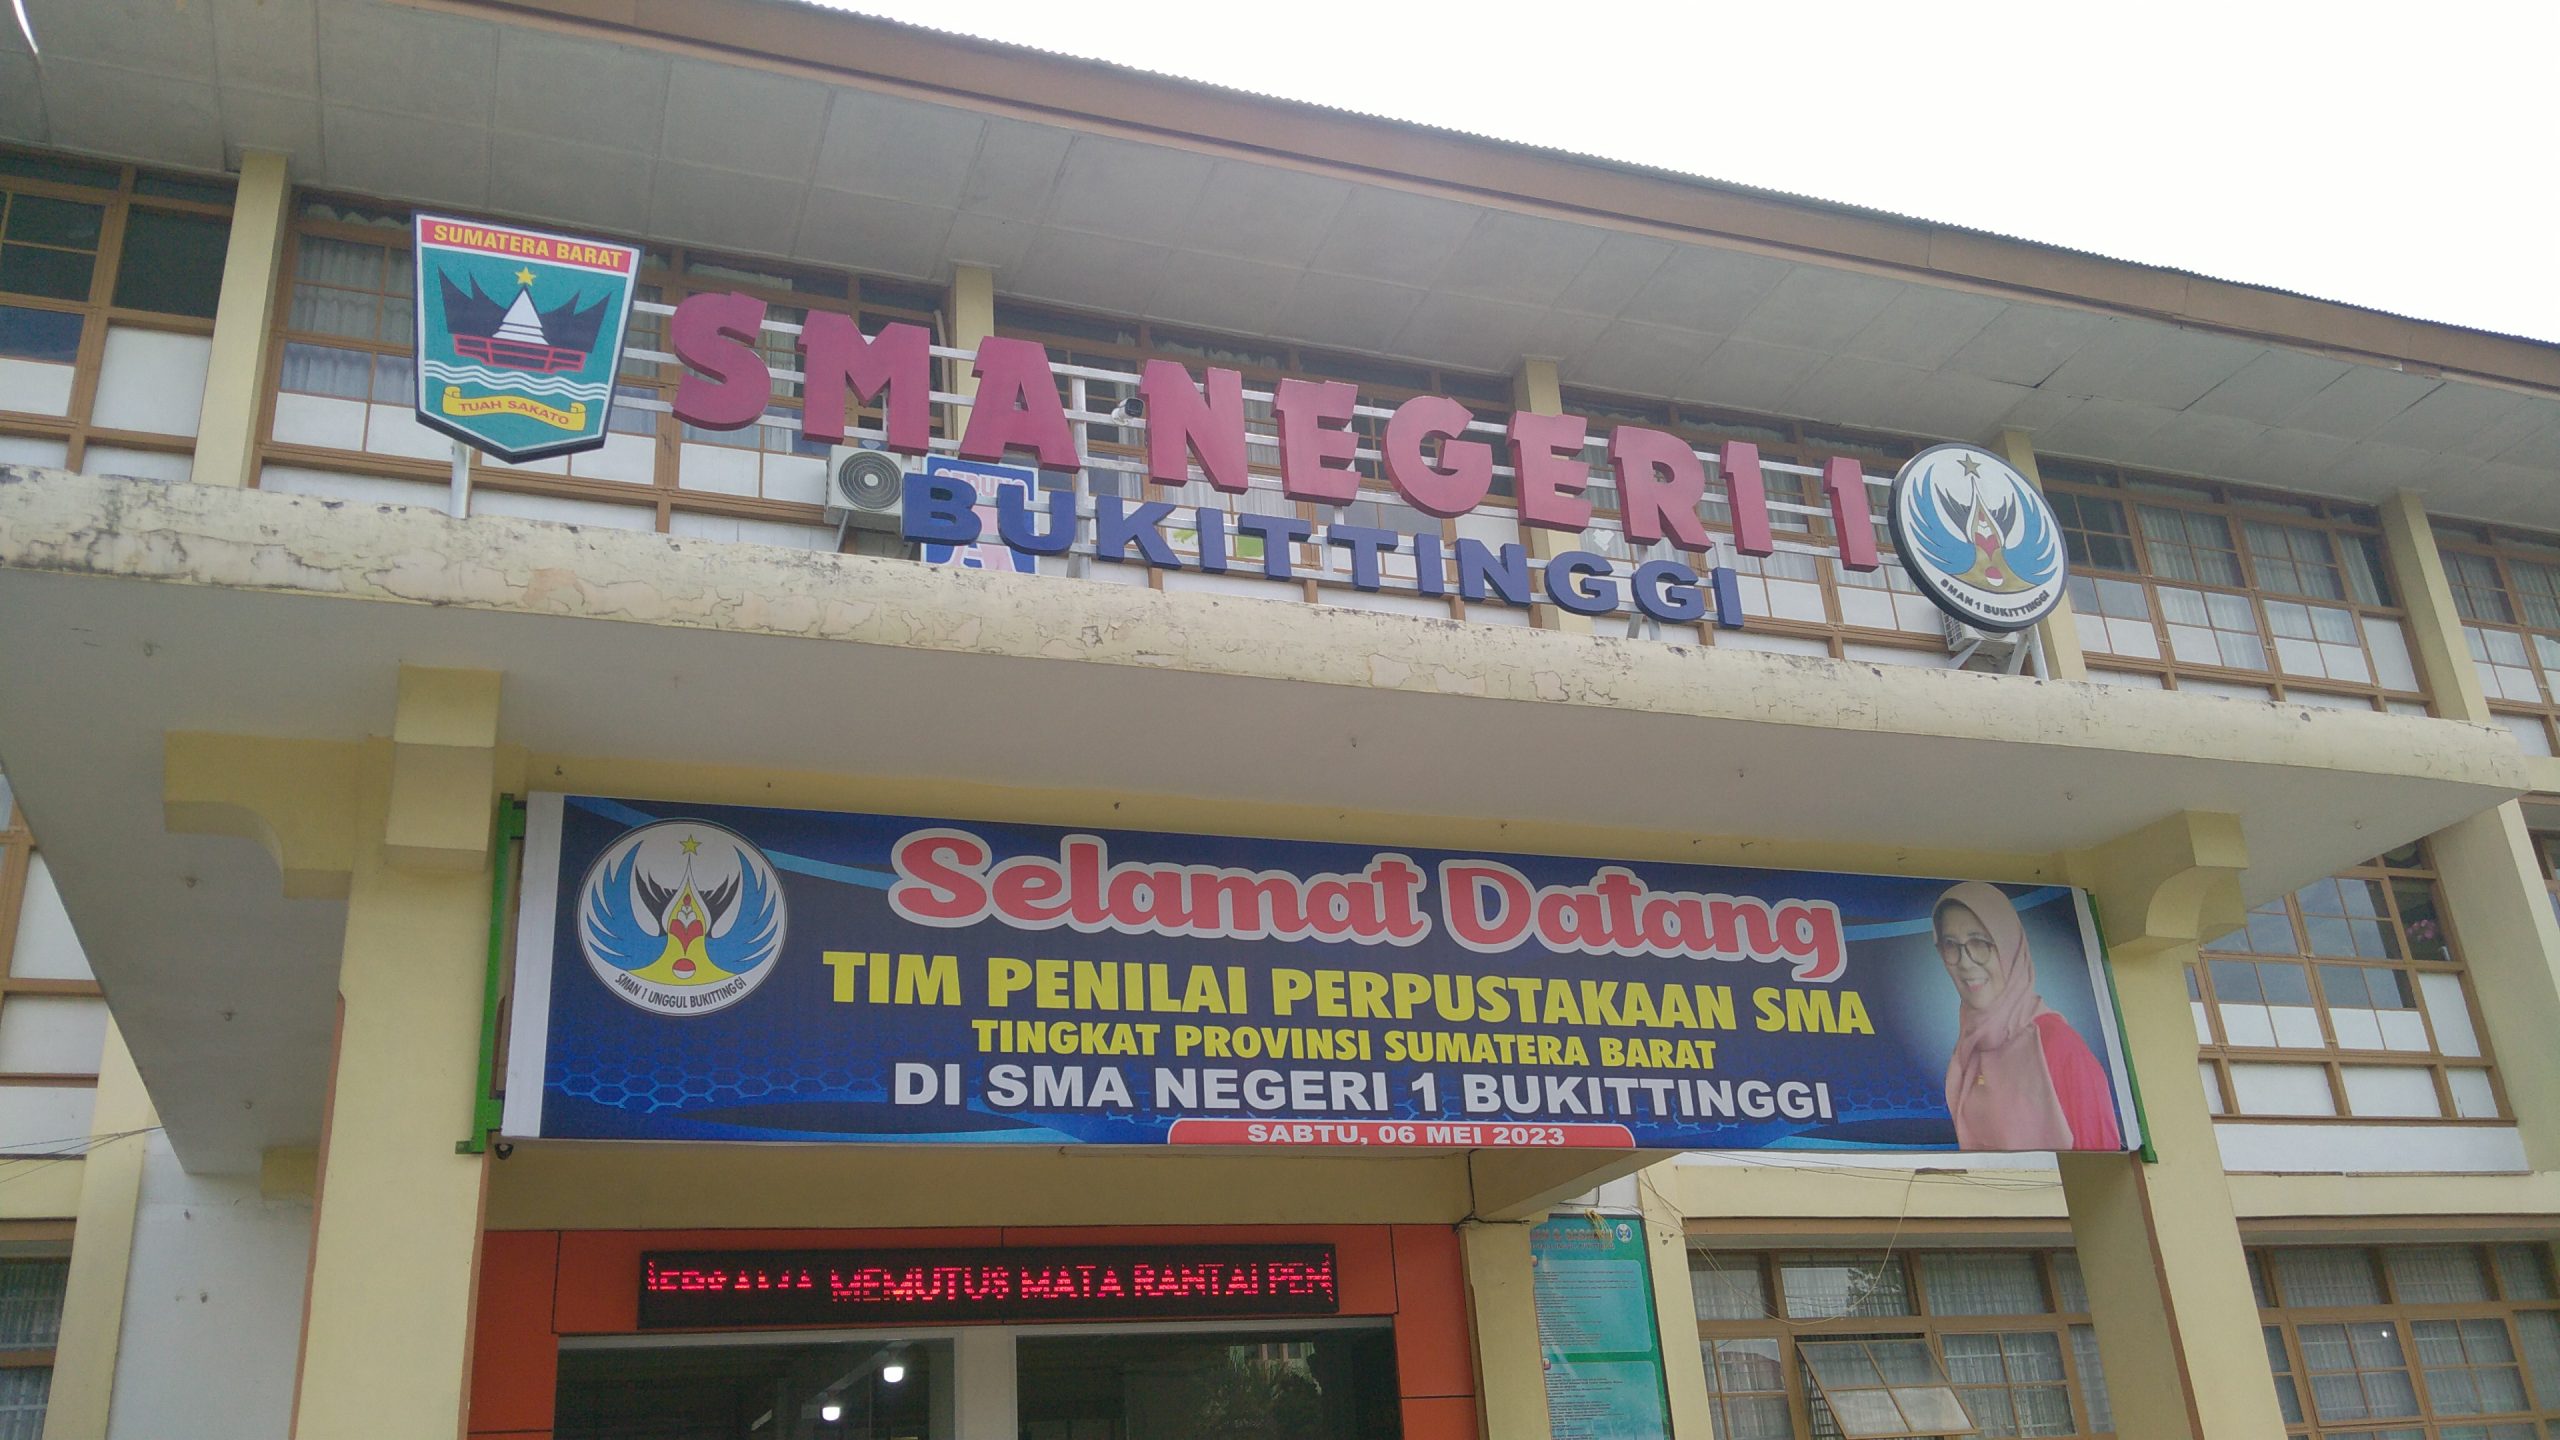 SUMATERA BARAT
TUAH SAKATO
SMA NEGERI 1
BUKITTINGGI
SMAN 1 BUKITTINGGI
SMAN 1 UNGGUL BUKITTINGGI
Selamat Datang
TIM PENILAI PERPUSTAKAAN SMA
TINGKAT PROVINSI SUMATERA BARAT
DI SMA NEGERI 1 BUKITTINGGI
SABTU, 06 MEI 2023
MEMUTUS MATA RANTAI PEN